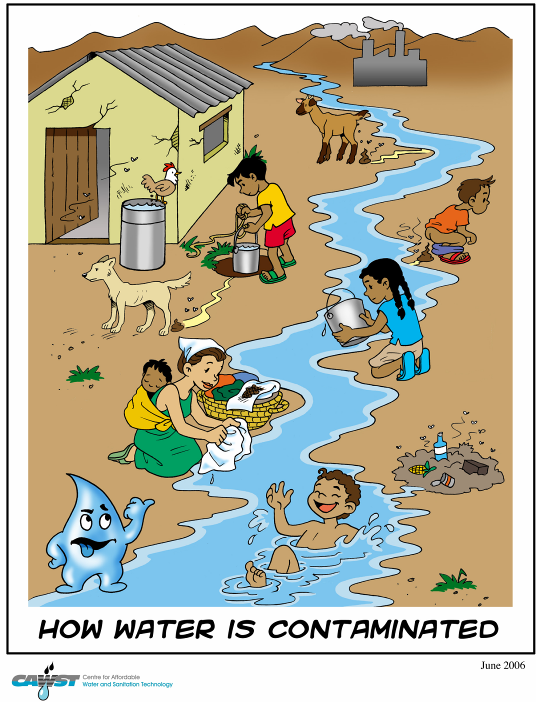 HOW WATER IS CONTAMINATED
June 2006
CAWST
Centre for Affordable
Water and Sanitation Technology